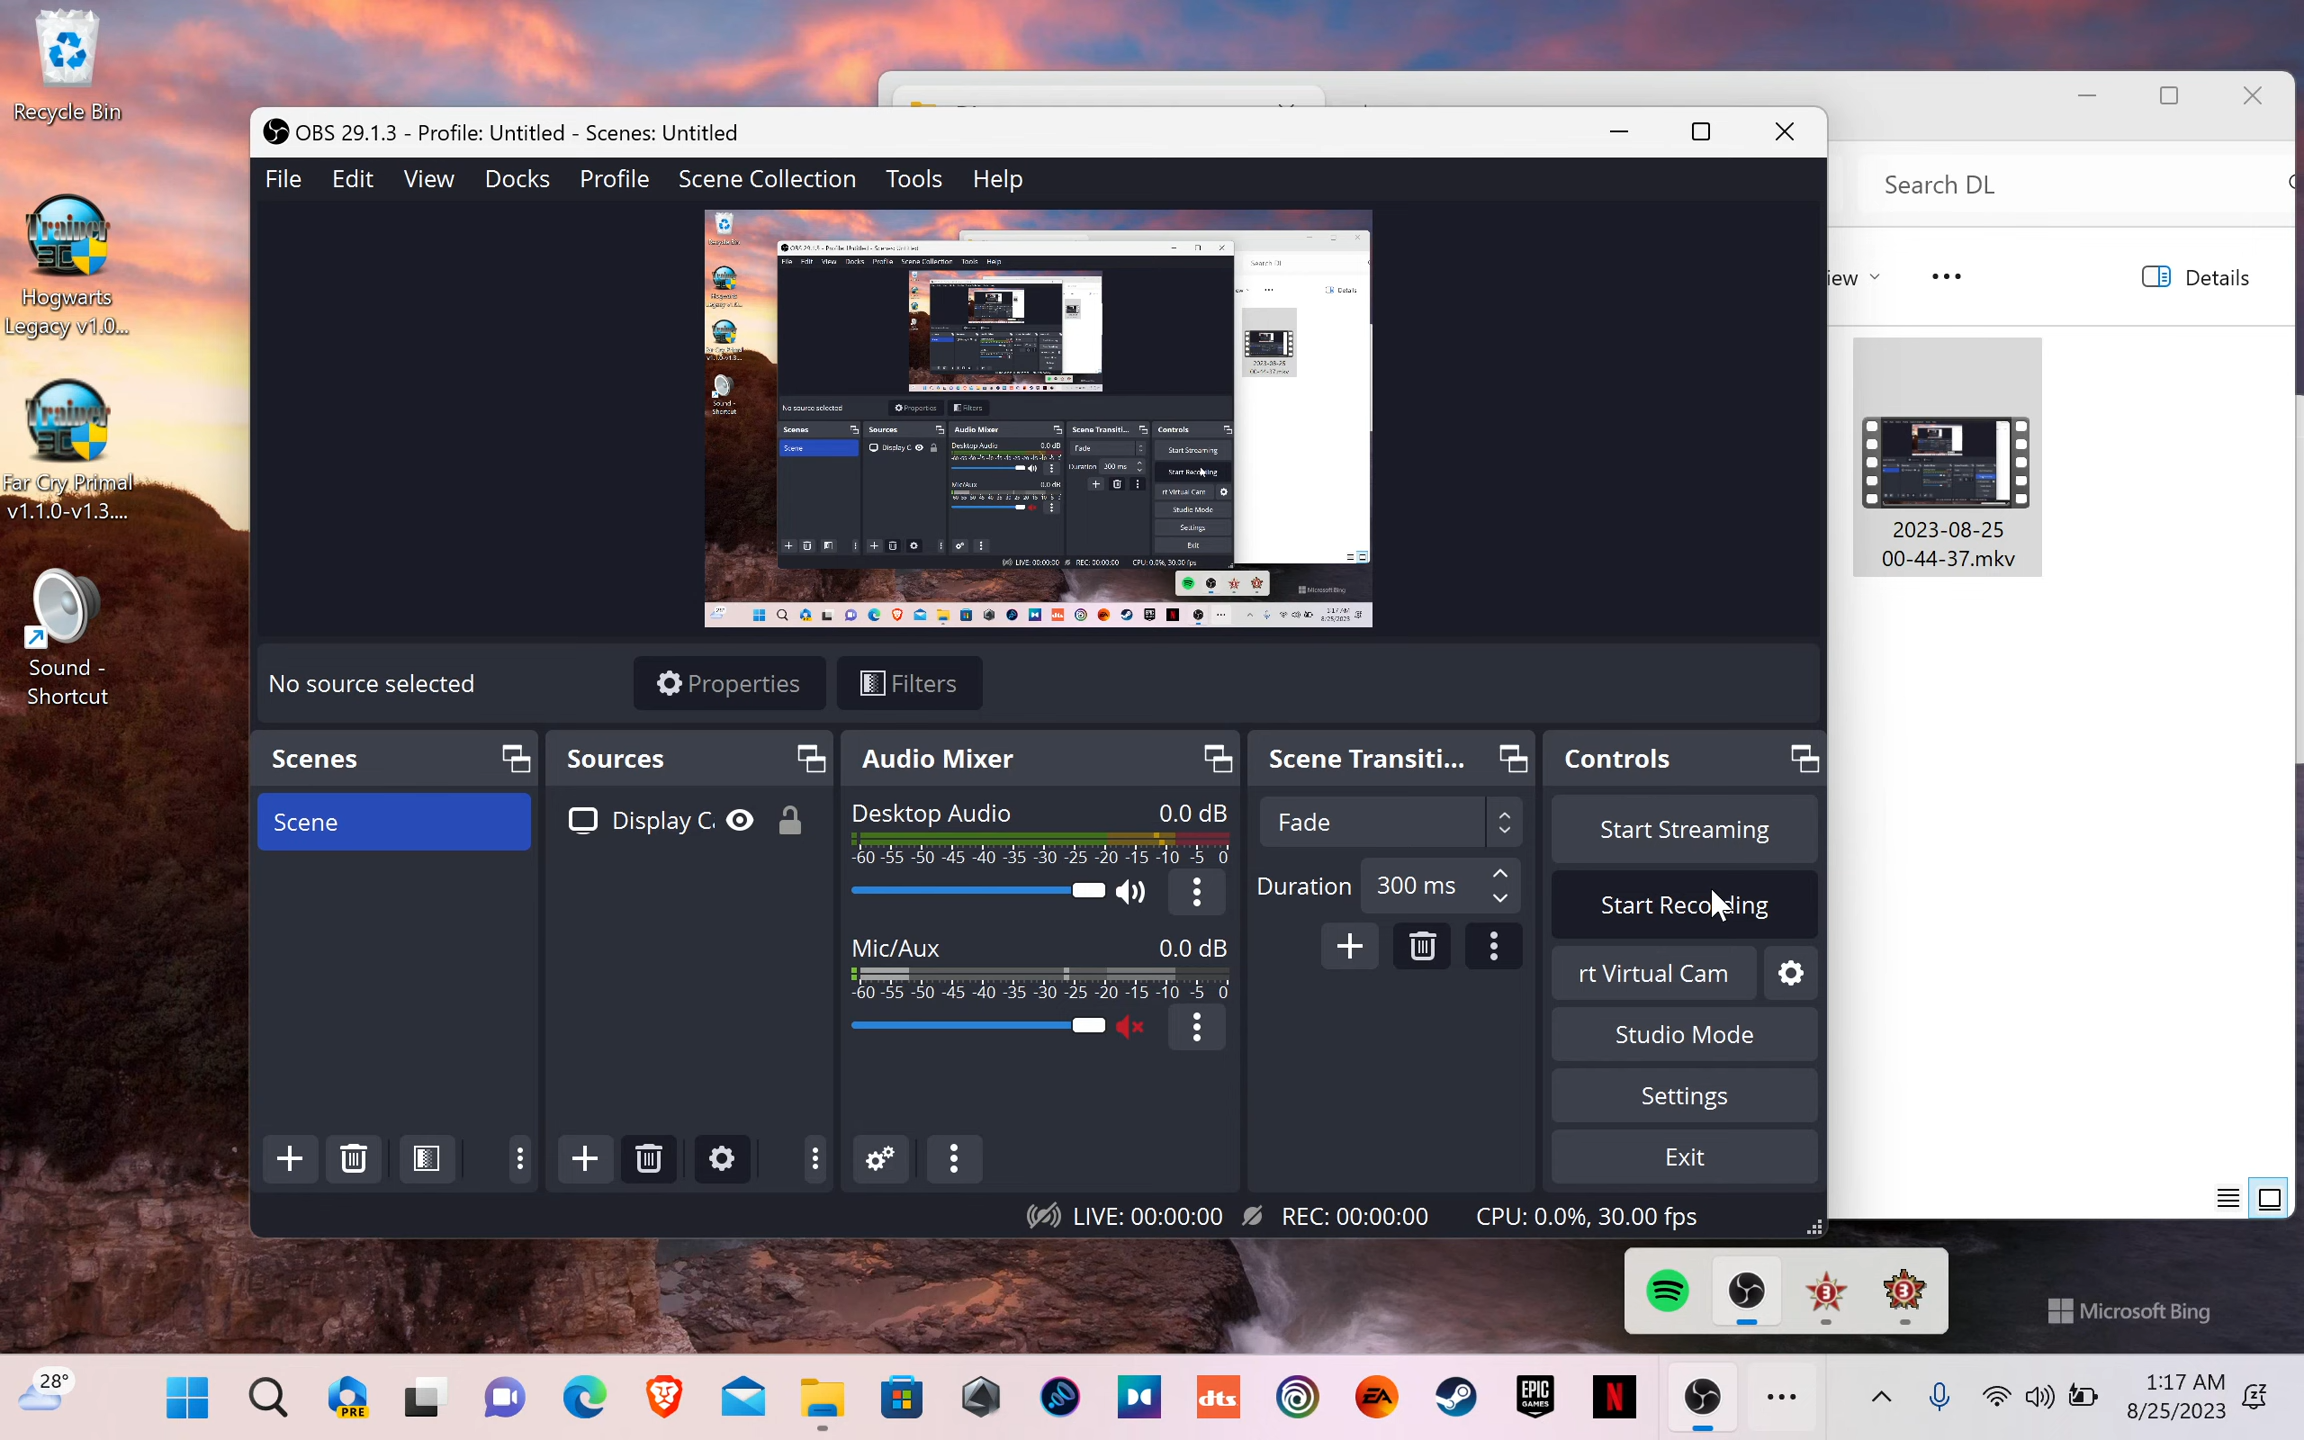 Recycle Bin
Hogwarts
Legacy v1.0...
Far Cry Primal
v1.1.0-v1.3....
Sound -
Shortcut
OBS 29.1.3 - Profile: Untitled - Scenes: Untitled
File Edit View Docks Profile Scene Collection Tools Help
Search DL
iew
Details
2023-08-25
00-44-37.mkv
No source selected
Properties
Filters
Scenes
Scene
Sources
Display C
Audio Mixer
Desktop Audio 0.0 dB
-60 -55 -50 -45 -40 -35 -30 -25 -20 -15 -10 -5 0
Mic/Aux 0.0 dB
-60 -55 -50 -45 -40 -35 -30 -25 -20 -15 -10 -5 0
Scene Transiti...
Fade
Duration 300 ms
Controls
Start Streaming
Start Recording
rt Virtual Cam
Studio Mode
Settings
Exit
LIVE: 00:00:00 REC: 00:00:00 CPU: 0.0%, 30.00 fps
Microsoft Bing
28°
PRE
dts
EA
EPIC
GAMES
N
1:17 AM
8/25/2023